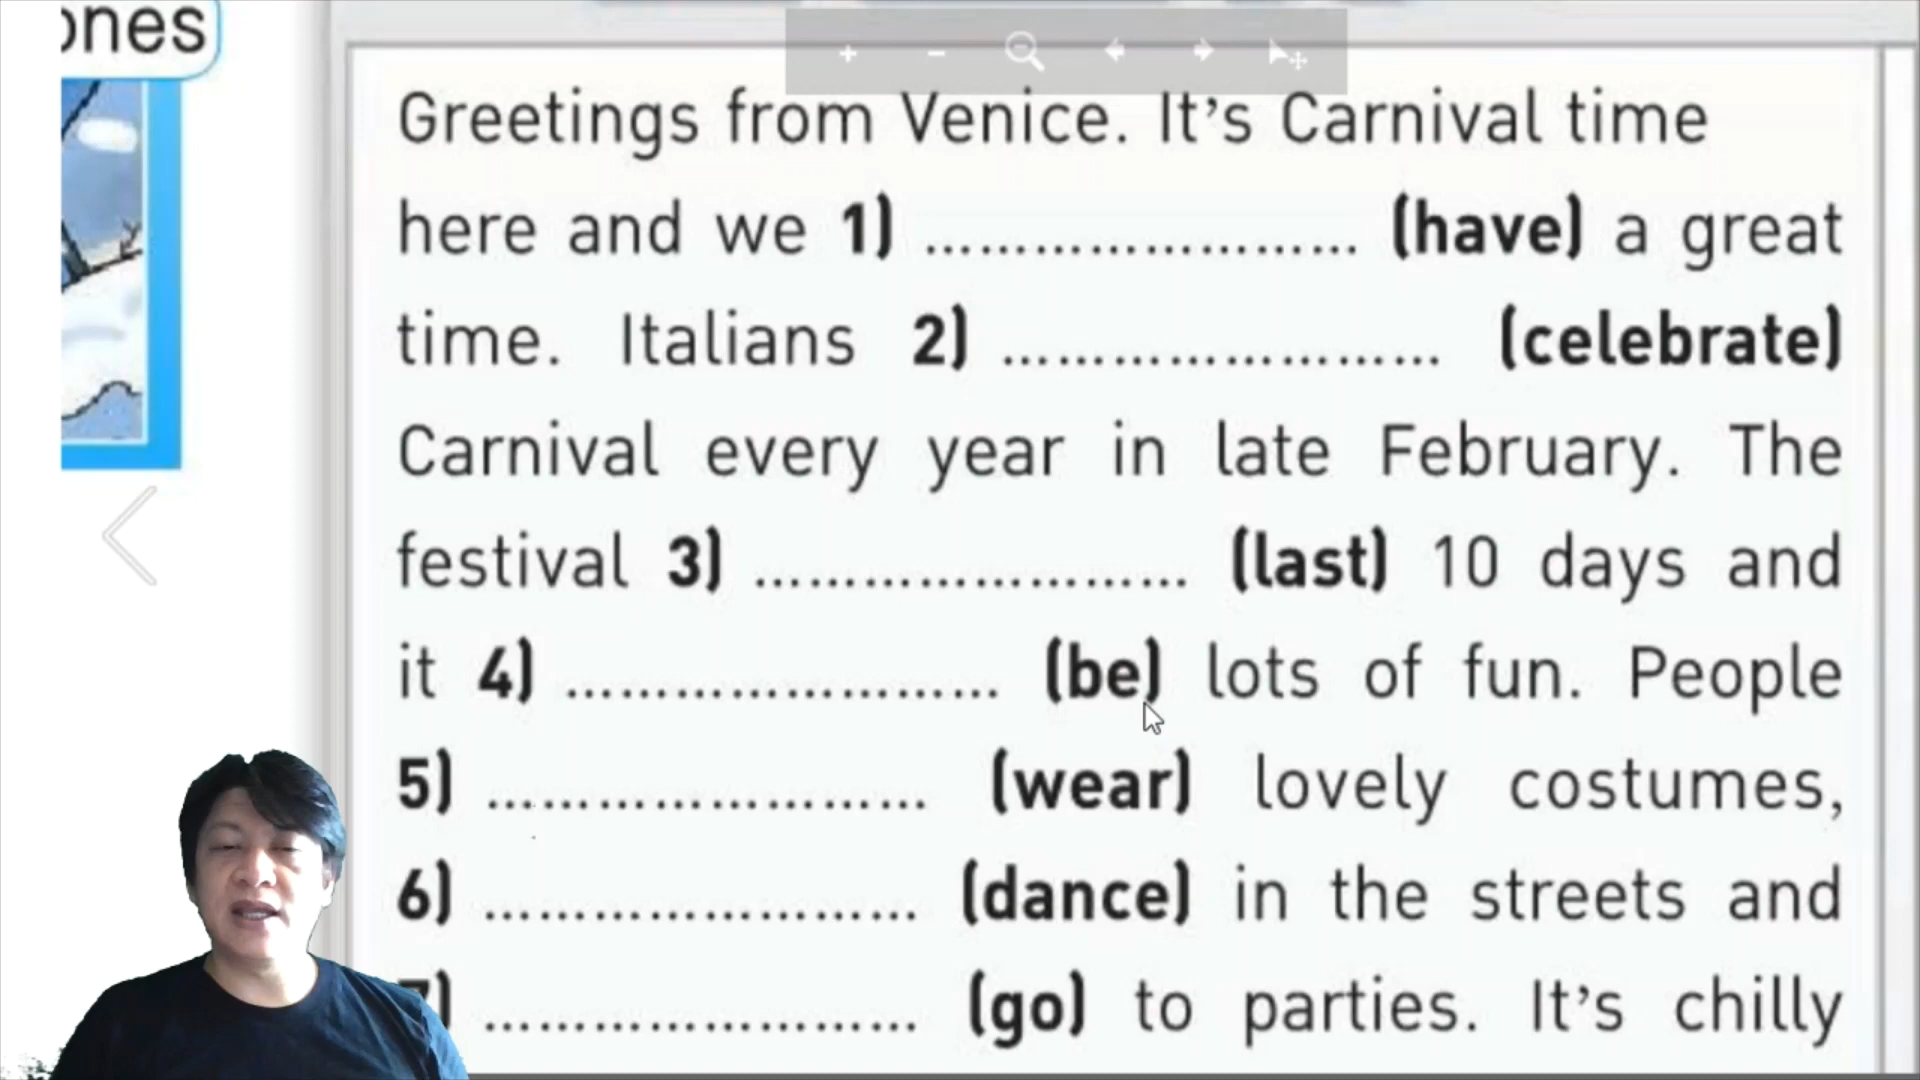 ones
Greetings from Venice. It's Carnival time
here and we 1) ........................ (have) a great
time. Italians 2) ........................ (celebrate)
Carnival every year in late February. The
festival 3) ........................ (last) 10 days and
it 4) ........................ (be) lots of fun. People
5) ........................ (wear) lovely costumes,
6) ........................ (dance) in the streets and
7) ........................ (go) to parties. It's chilly